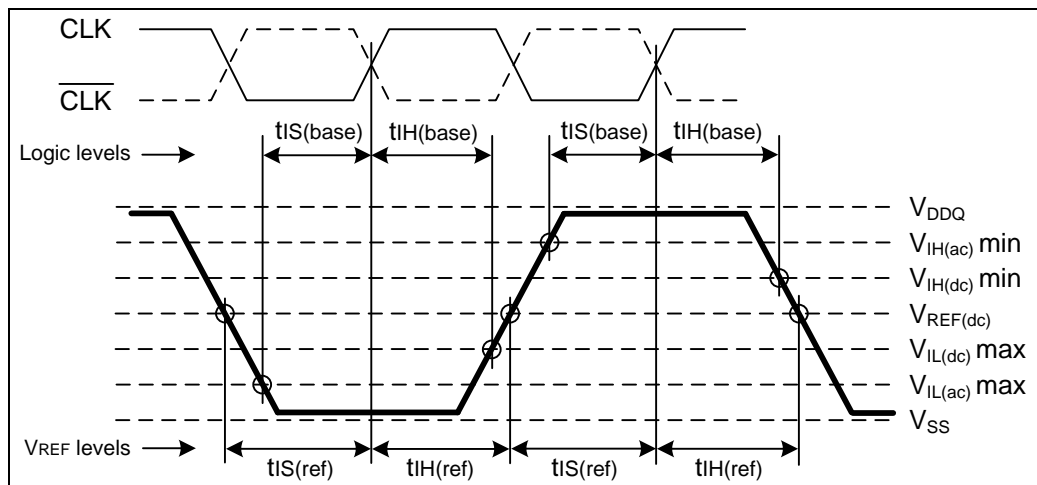 CLK
CLK
tIS(base) tIH(base) tIS(base) tIH(base)
Logic levels
VDDQ
VIH(ac) min
VIH(dc) min
VREF(dc)
VIL(dc) max
VIL(ac) max
VSS
VREF levels
tIS(ref) tIH(ref) tIS(ref) tIH(ref)